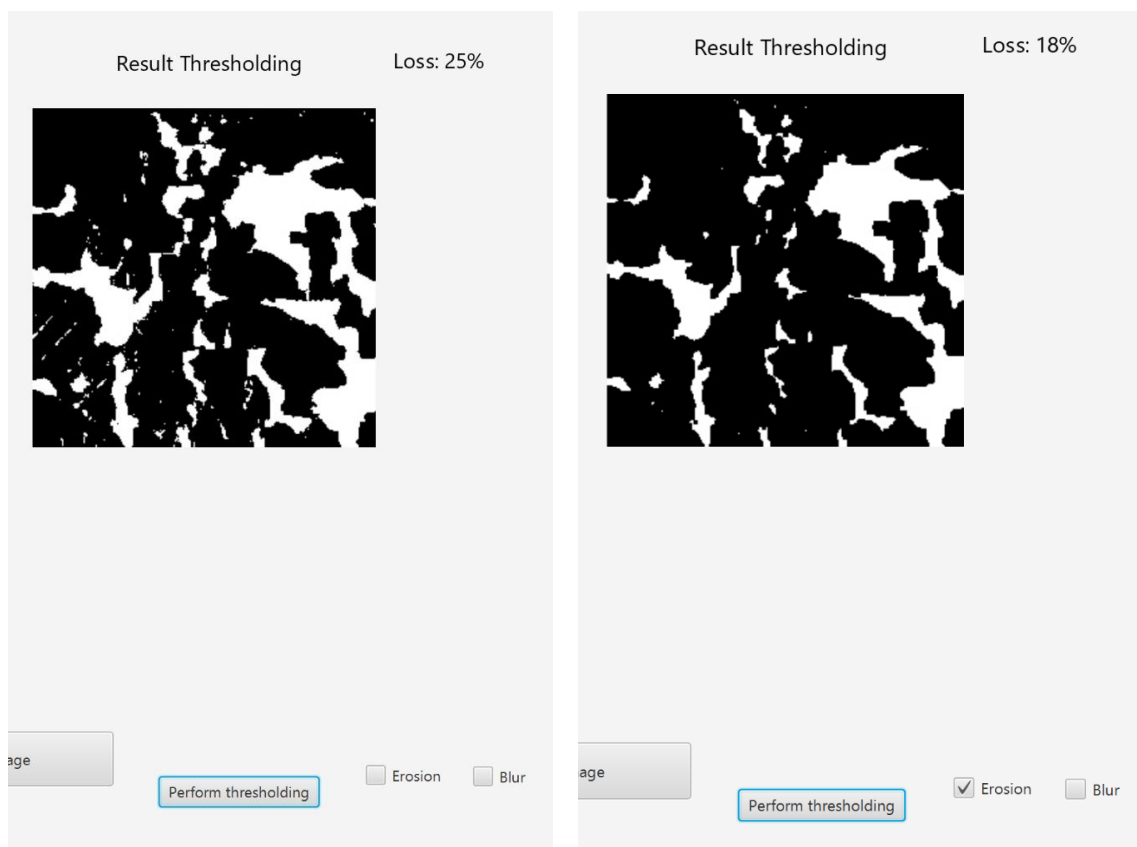 Result Thresholding
Loss: 25%
age
Perform thresholding
Erosion
Blur
Result Thresholding
Loss: 18%
age
Perform thresholding
Erosion
Blur